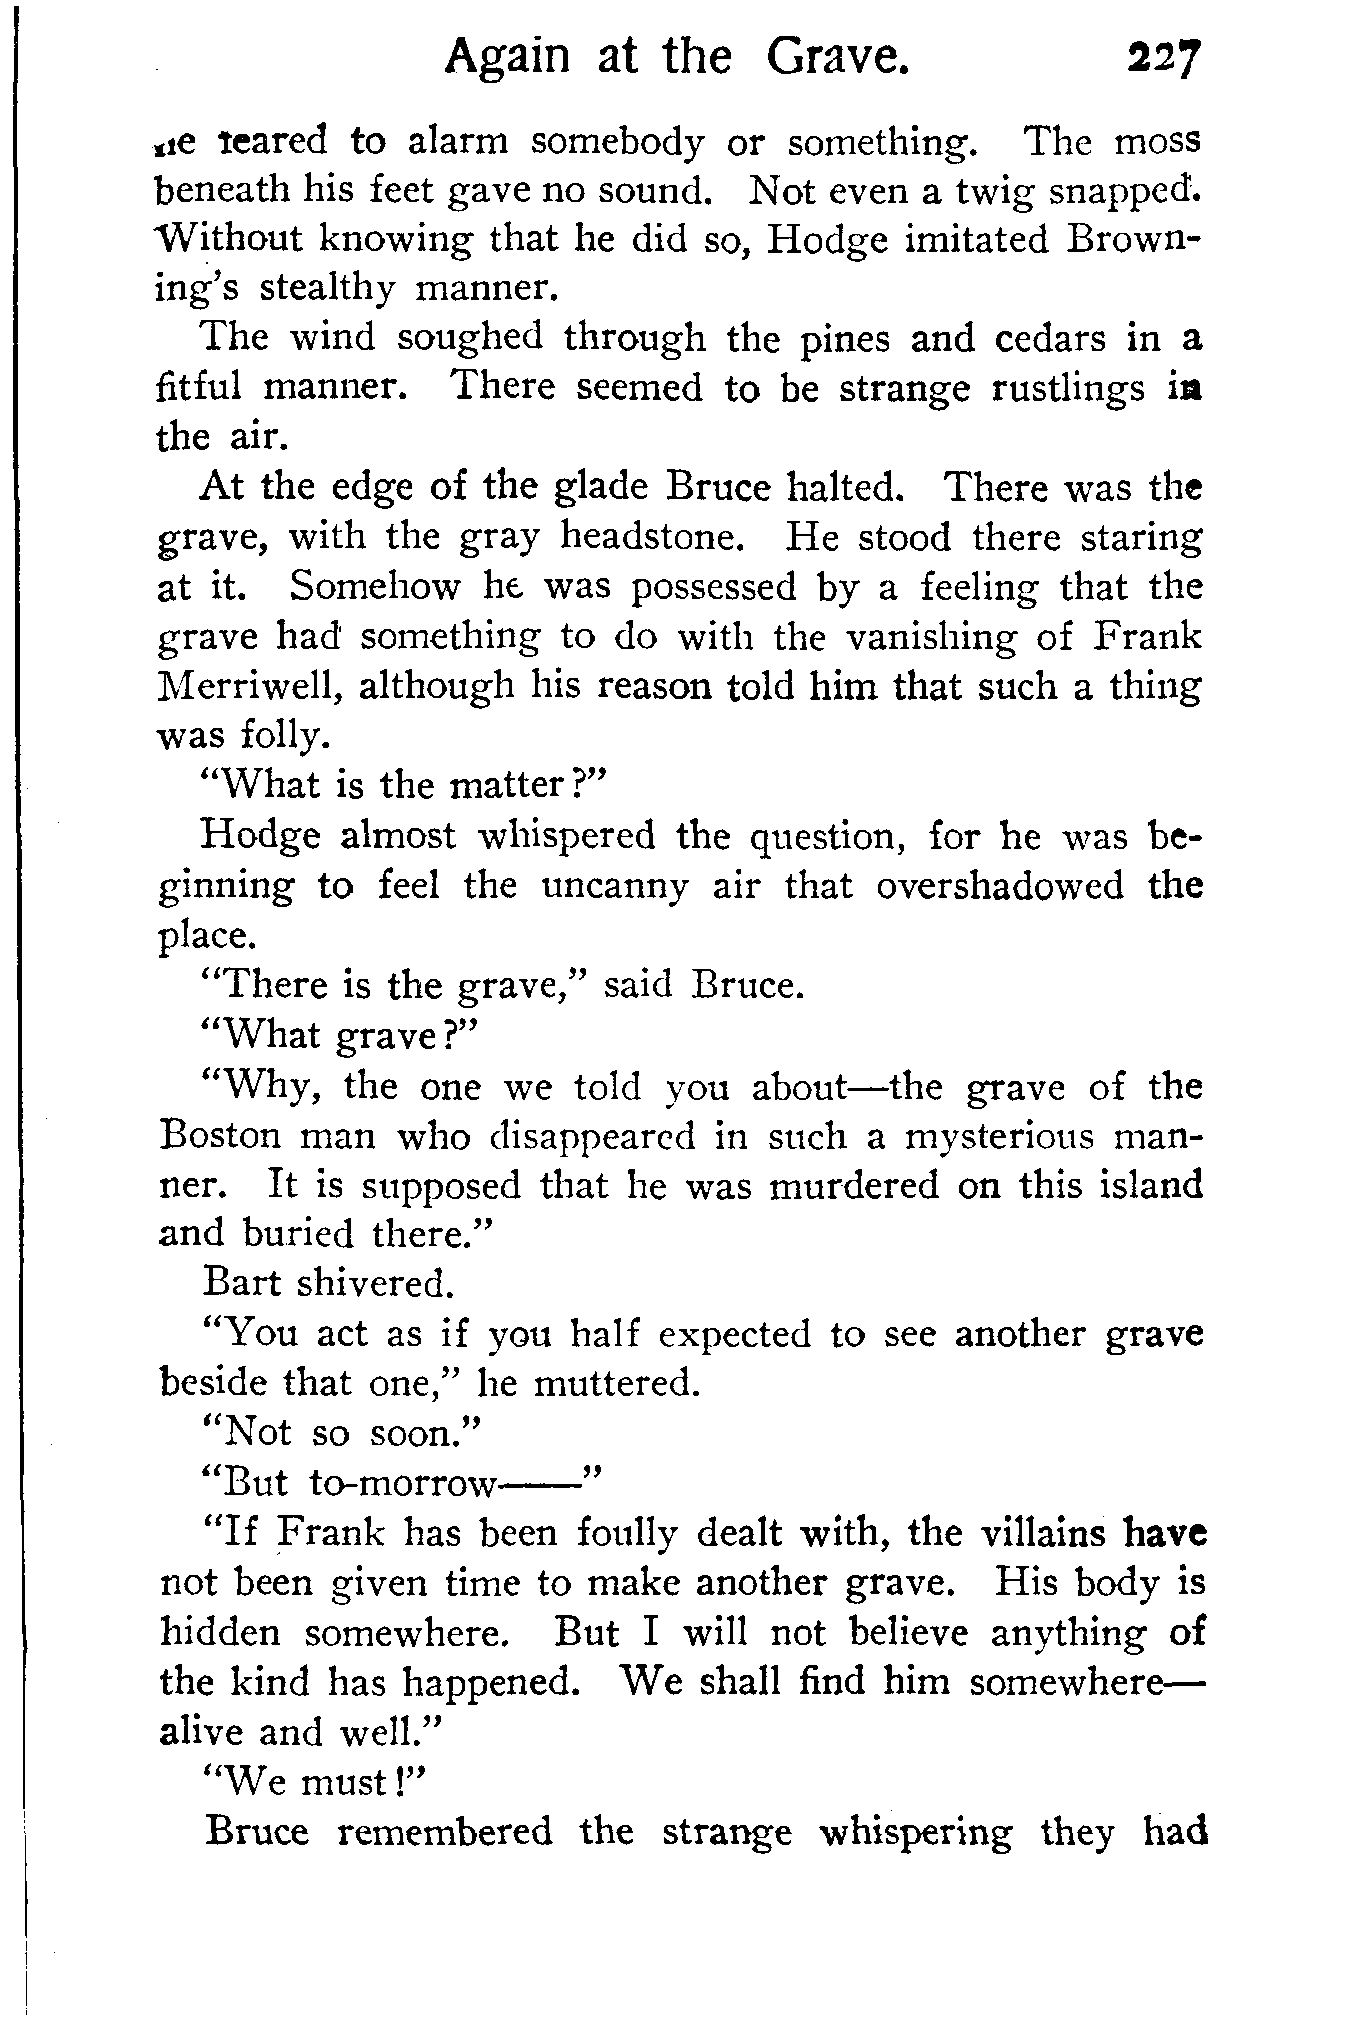 Again at the Grave. 227
he feared to alarm somebody or something. The moss
beneath his feet gave no sound. Not even a twig snapped.
Without knowing that he did so, Hodge imitated Brown-
ing's stealthy manner.
The wind soughed through the pines and cedars in a
fitful manner. There seemed to be strange rustlings in
the air.
At the edge of the glade Bruce halted. There was the
grave, with the gray headstone. He stood there staring
at it. Somehow he was possessed by a feeling that the
grave had something to do with the vanishing of Frank
Merriwell, although his reason told him that such a thing
was folly.
"What is the matter?"
Hodge almost whispered the question, for he was be-
ginning to feel the uncanny air that overshadowed the
place.
"There is the grave," said Bruce.
"What grave?"
"Why, the one we told you about—the grave of the
Boston man who disappeared in such a mysterious man-
ner. It is supposed that he was murdered on this island
and buried there."
Bart shivered.
"You act as if you half expected to see another grave
beside that one," he muttered.
"Not so soon."
"But to-morrow——"
"If Frank has been foully dealt with, the villains have
not been given time to make another grave. His body is
hidden somewhere. But I will not believe anything of
the kind has happened. We shall find him somewhere—
alive and well."
"We must!"
Bruce remembered the strange whispering they had